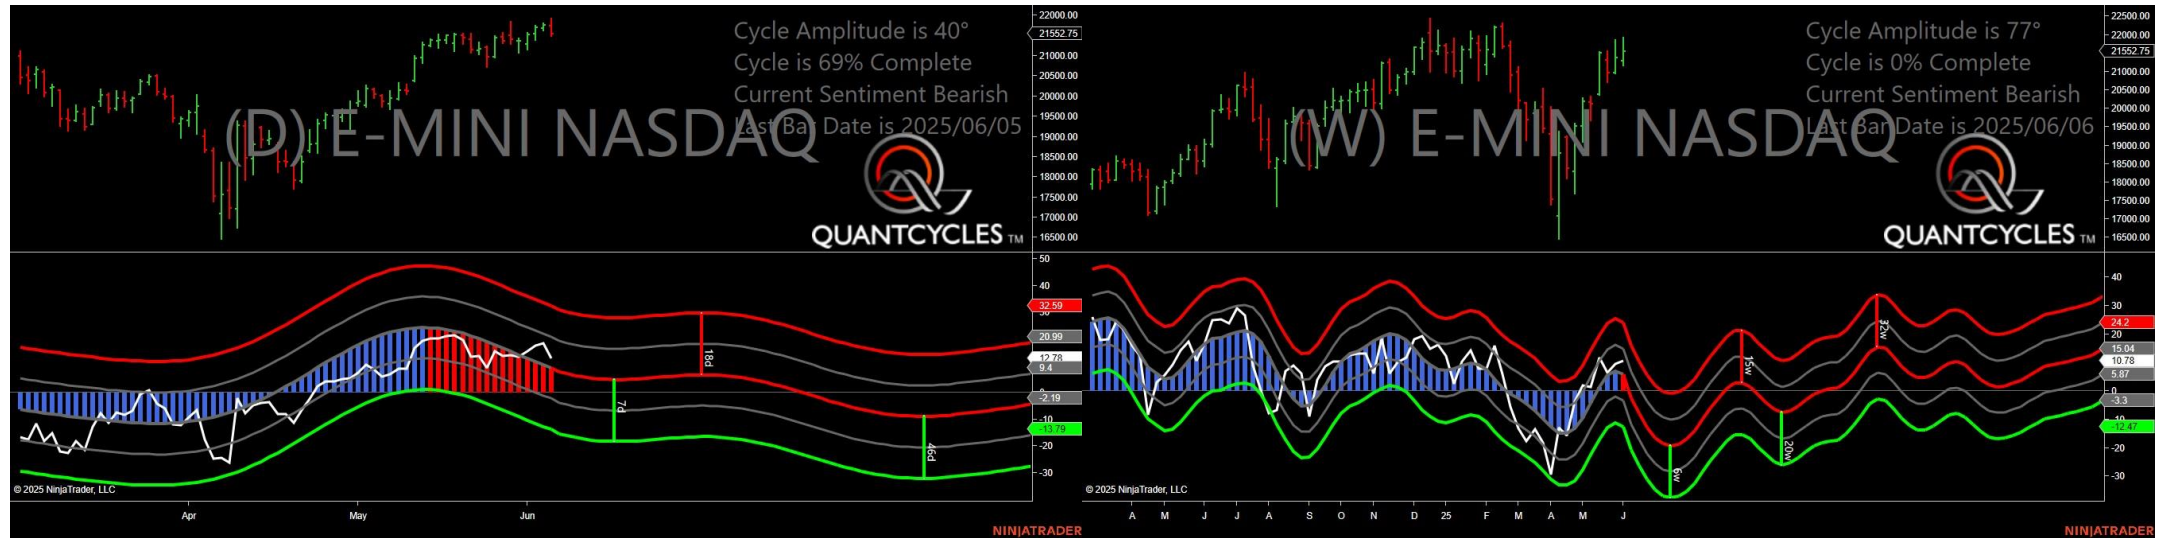 Cycle Amplitude is 40°
Cycle is 69% Complete
Current Sentiment Bearish
Last Bar Date is 2025/06/05
(D) E-MINI NASDAQ
QUANTCYCLES TM
22000.00
21552.75
21000.00
20500.00
20000.00
19500.00
19000.00
18500.00
18000.00
17500.00
17000.00
16500.00
50
40
32.59
30
20.99
12.78
9.4
0
-2.19
-10
-13.79
-20
-30
7d
18d
46d
© 2025 NinjaTrader, LLC
Apr
May
Jun
NINJATRADER
Cycle Amplitude is 77°
Cycle is 0% Complete
Current Sentiment Bearish
Last Bar Date is 2025/06/06
(W) E-MINI NASDAQ
QUANTCYCLES TM
22500.00
22000.00
21552.75
21000.00
20500.00
20000.00
19500.00
19000.00
18500.00
18000.00
17500.00
17000.00
16500.00
40
30
24.2
20
15.04
10.78
5.87
-3.3
-12.47
-20
-30
6w
15w
20w
32w
© 2025 NinjaTrader, LLC
A M J J A S O N D 25 F M A M J
NINJATRADER